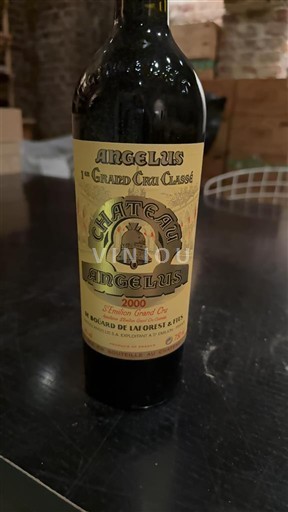 ANGELUS
1er GRAND CRU CLASSÉ
CHATEAU
VINIOU
ANGELUS
2000
St Emilion Grand Cru
DE BOÜARD DE LAFOREST & FILS